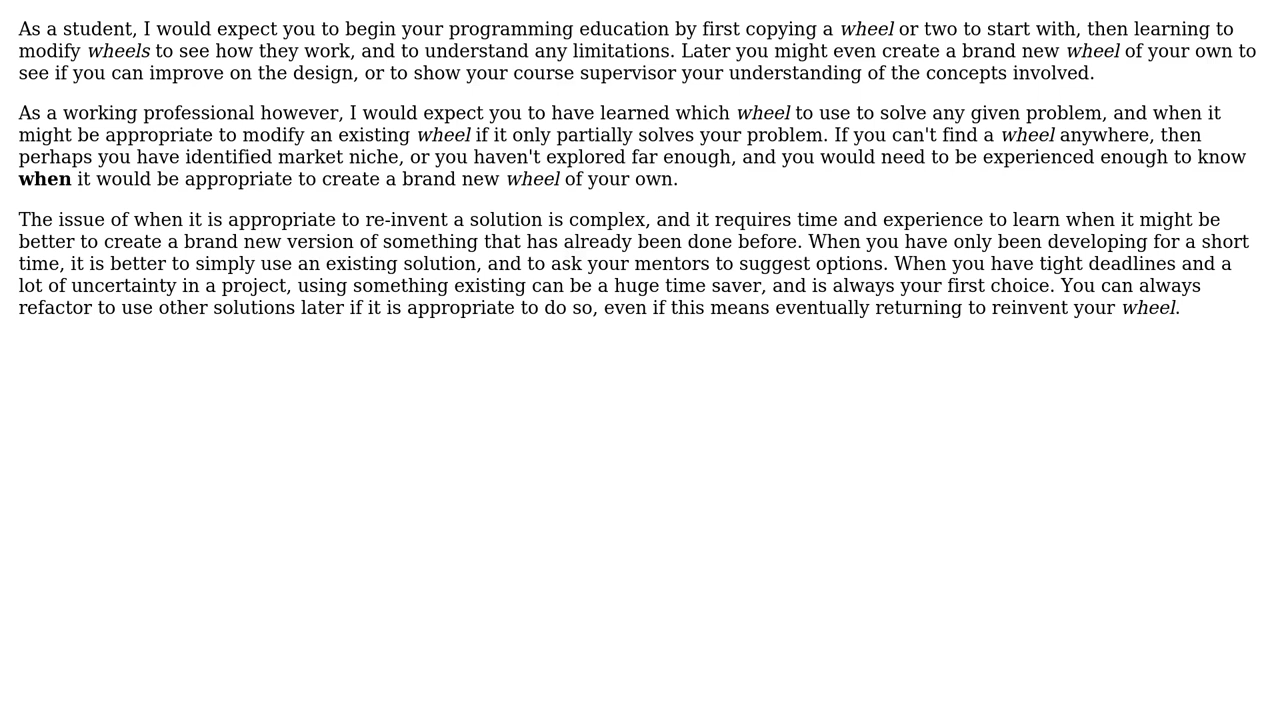 As a student, I would expect you to begin your programming education by first copying a wheel or two to start with, then learning to
modify wheels to see how they work, and to understand any limitations. Later you might even create a brand new wheel of your own to
see if you can improve on the design, or to show your course supervisor your understanding of the concepts involved.
As a working professional however, I would expect you to have learned which wheel to use to solve any given problem, and when it
might be appropriate to modify an existing wheel if it only partially solves your problem. If you can't find a wheel anywhere, then
perhaps you have identified market niche, or you haven't explored far enough, and you would need to be experienced enough to know
when it would be appropriate to create a brand new wheel of your own.
The issue of when it is appropriate to re-invent a solution is complex, and it requires time and experience to learn when it might be
better to create a brand new version of something that has already been done before. When you have only been developing for a short
time, it is better to simply use an existing solution, and to ask your mentors to suggest options. When you have tight deadlines and a
lot of uncertainty in a project, using something existing can be a huge time saver, and is always your first choice. You can always
refactor to use other solutions later if it is appropriate to do so, even if this means eventually returning to reinvent your wheel.